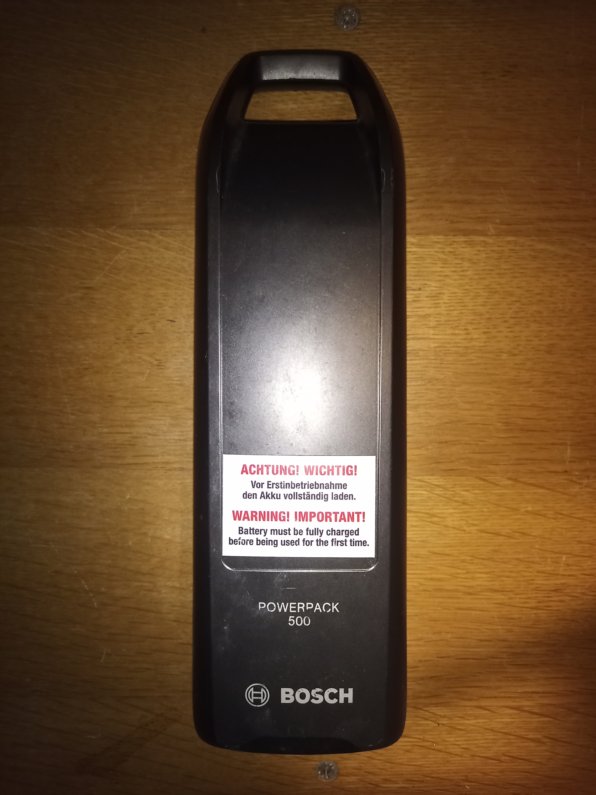 ACHTUNG! WICHTIG!
Vor Erstinbetriebnahme
den Akku vollständig laden.
WARNING! IMPORTANT!
Battery must be fully charged
before being used for the first time.
POWERPACK
500
BOSCH